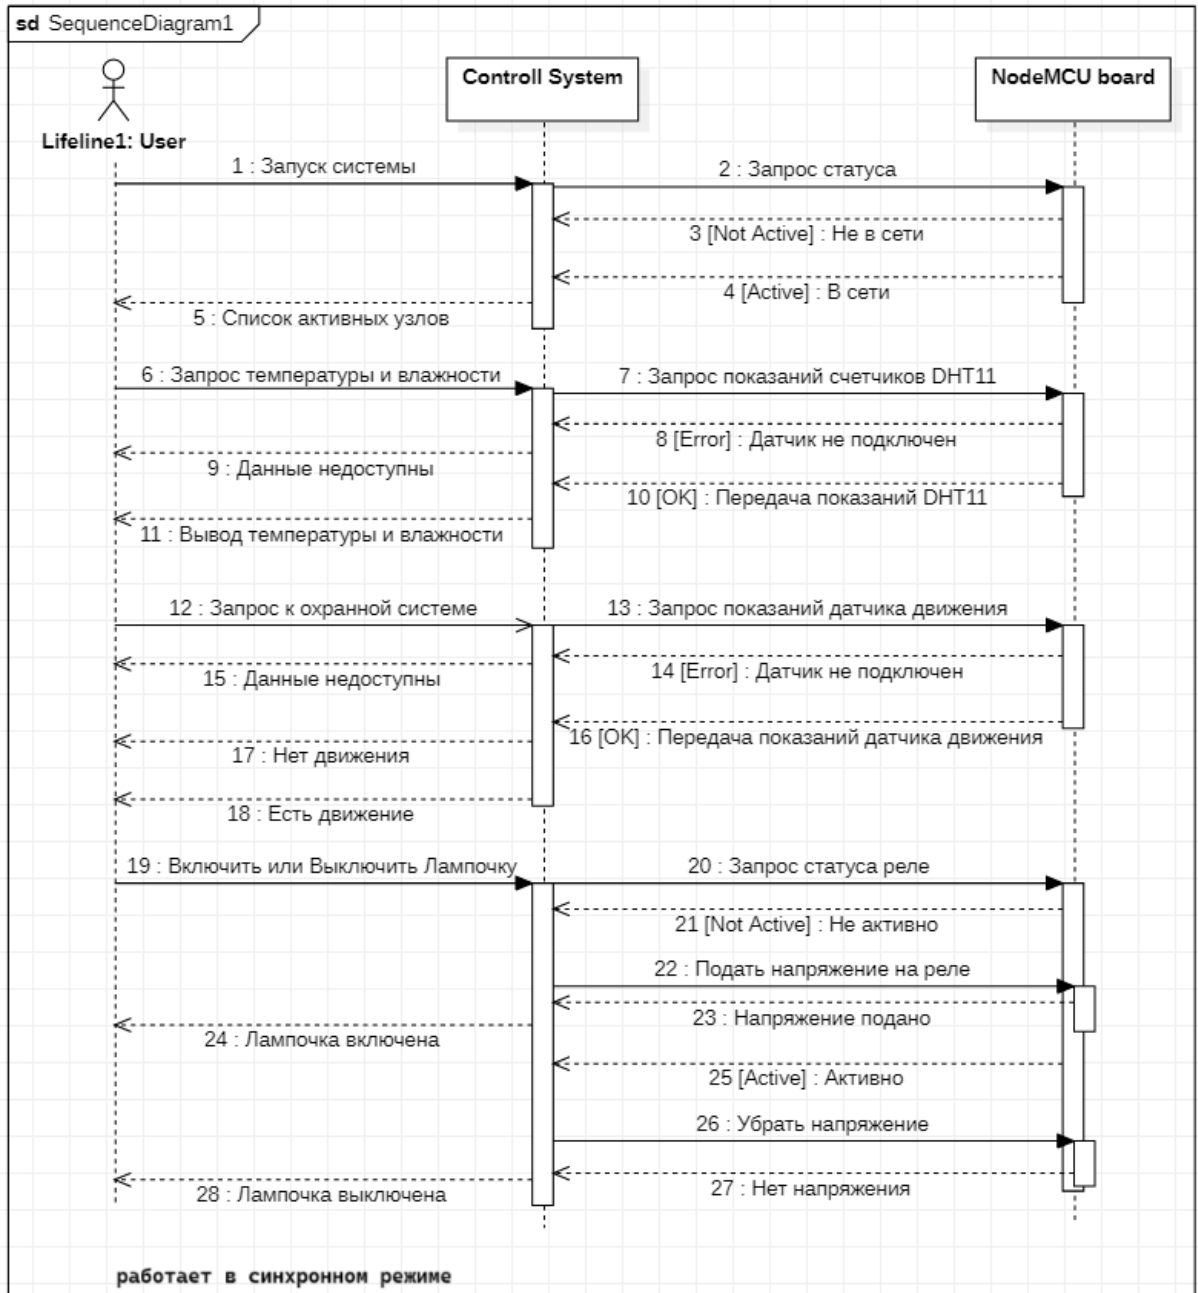 sd SequenceDiagram1
Controll System
NodeMCU board
Lifeline1: User
1 : Запуск системы
2 : Запрос статуса
3 [Not Active] : Не в сети
4 [Active] : В сети
5 : Список активных узлов
6 : Запрос температуры и влажности
7 : Запрос показаний счетчиков DHT11
8 [Error] : Датчик не подключен
9 : Данные недоступны
10 [OK] : Передача показаний DHT11
11 : Вывод температуры и влажности
12 : Запрос к охранной системе
13 : Запрос показаний датчика движения
14 [Error] : Датчик не подключен
15 : Данные недоступны
16 [OK] : Передача показаний датчика движения
17 : Нет движения
18 : Есть движение
19 : Включить или Выключить Лампочку
20 : Запрос статуса реле
21 [Not Active] : Не активно
22 : Подать напряжение на реле
23 : Напряжение подано
24 : Лампочка включена
25 [Active] : Активно
26 : Убрать напряжение
27 : Нет напряжения
28 : Лампочка выключена
работает в синхронном режиме